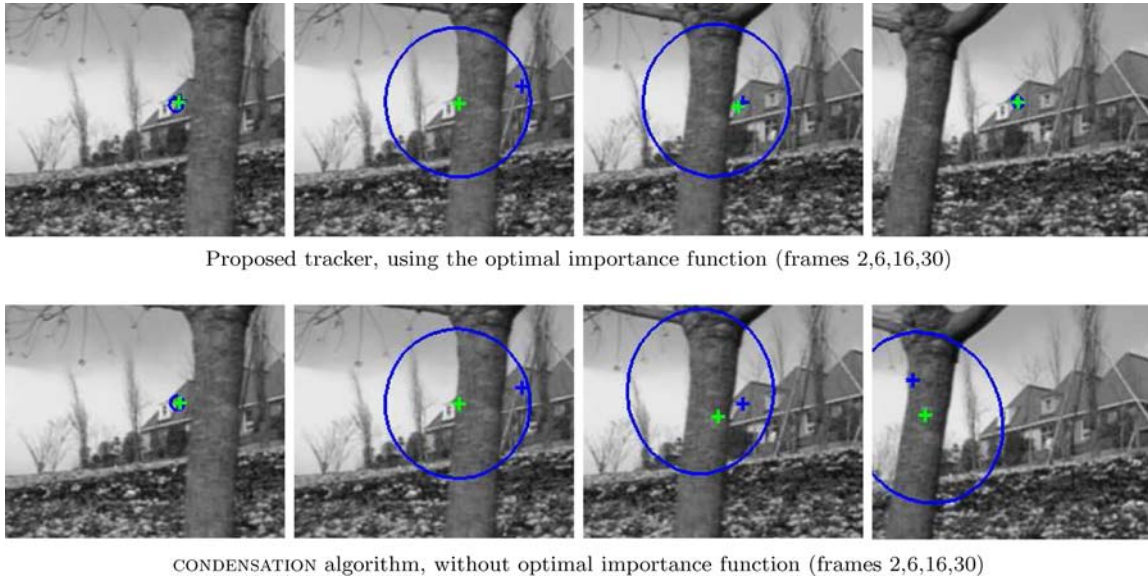 Proposed tracker, using the optimal importance function (frames 2,6,16,30)
CONDENSATION algorithm, without optimal importance function (frames 2,6,16,30)